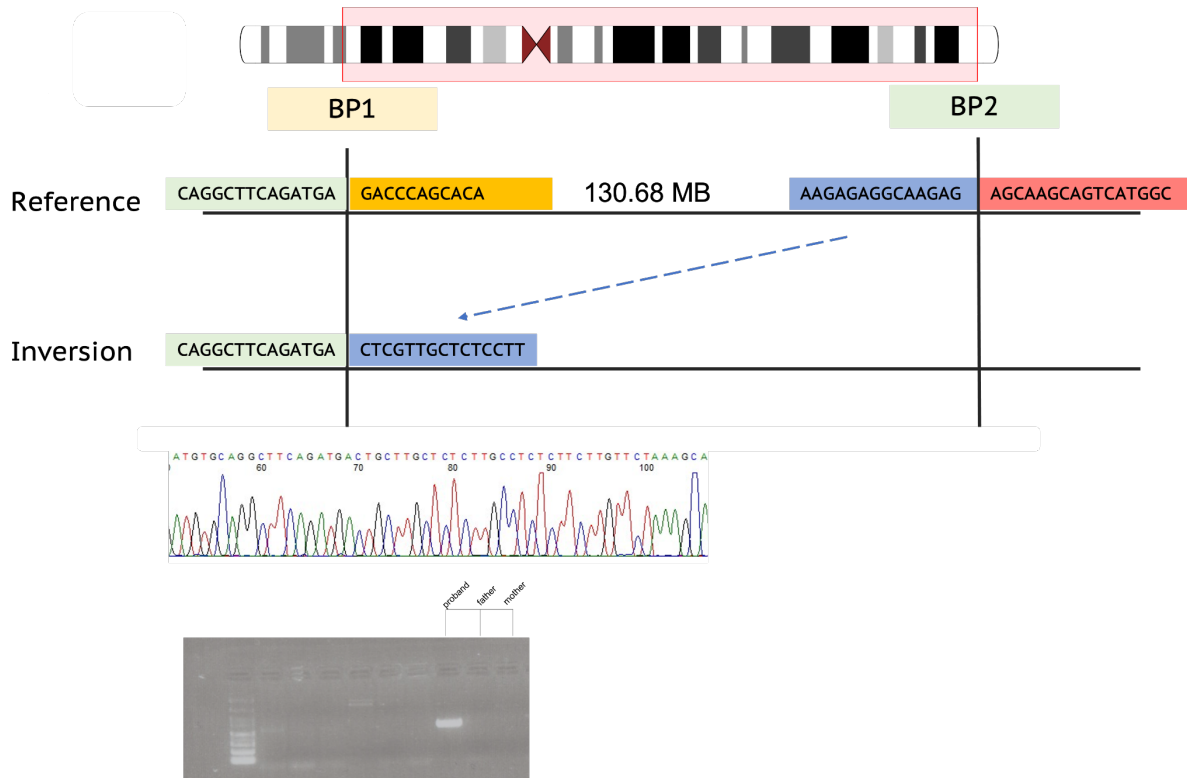 BP1
BP2
Reference
CAGGCTTCAGATGA GACCCAGCACA 130.68 MB AAGAGAGGCAAGAG AGCAAGCAGTCATGGC
Inversion
CAGGCTTCAGATGA CTCGTTGCTCTCCTT
ATGTGCAGGCTTCAGATGACTGCTTGCTCTCTTGCCTCTCTTCTTGTTCTAAAGCA
60 70 80 90 100
proband father mother